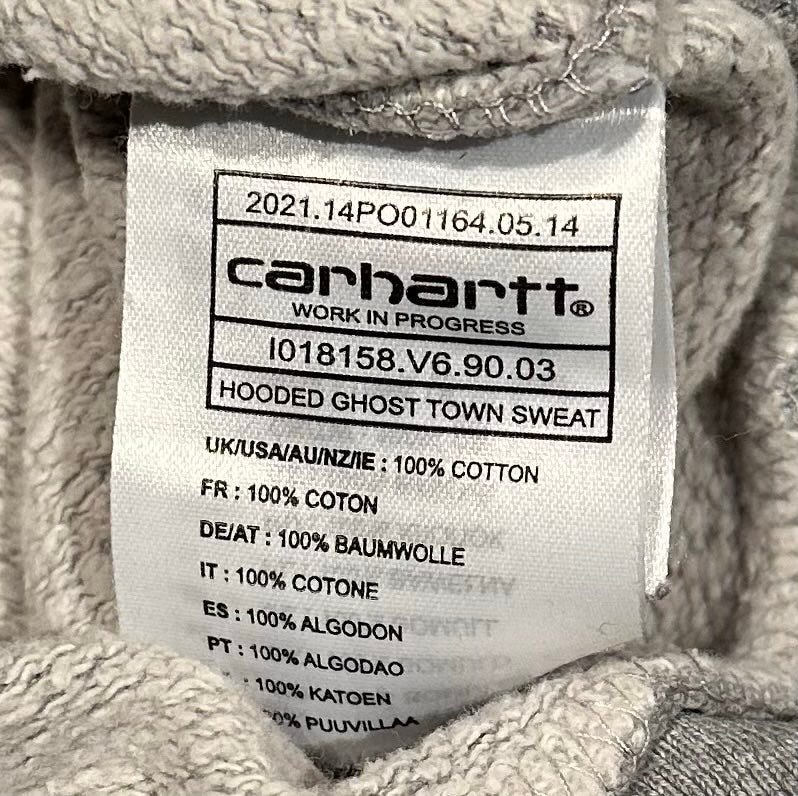 2021.14PO01164.05.14
carhartt®
WORK IN PROGRESS
I018158.V6.90.03
HOODED GHOST TOWN SWEAT
UK/USA/AU/NZ/IE : 100% COTTON
FR : 100% COTON
DE/AT : 100% BAUMWOLLE
IT : 100% COTONE
ES : 100% ALGODON
PT : 100% ALGODAO
: 100% KATOEN
PUUVILLAA